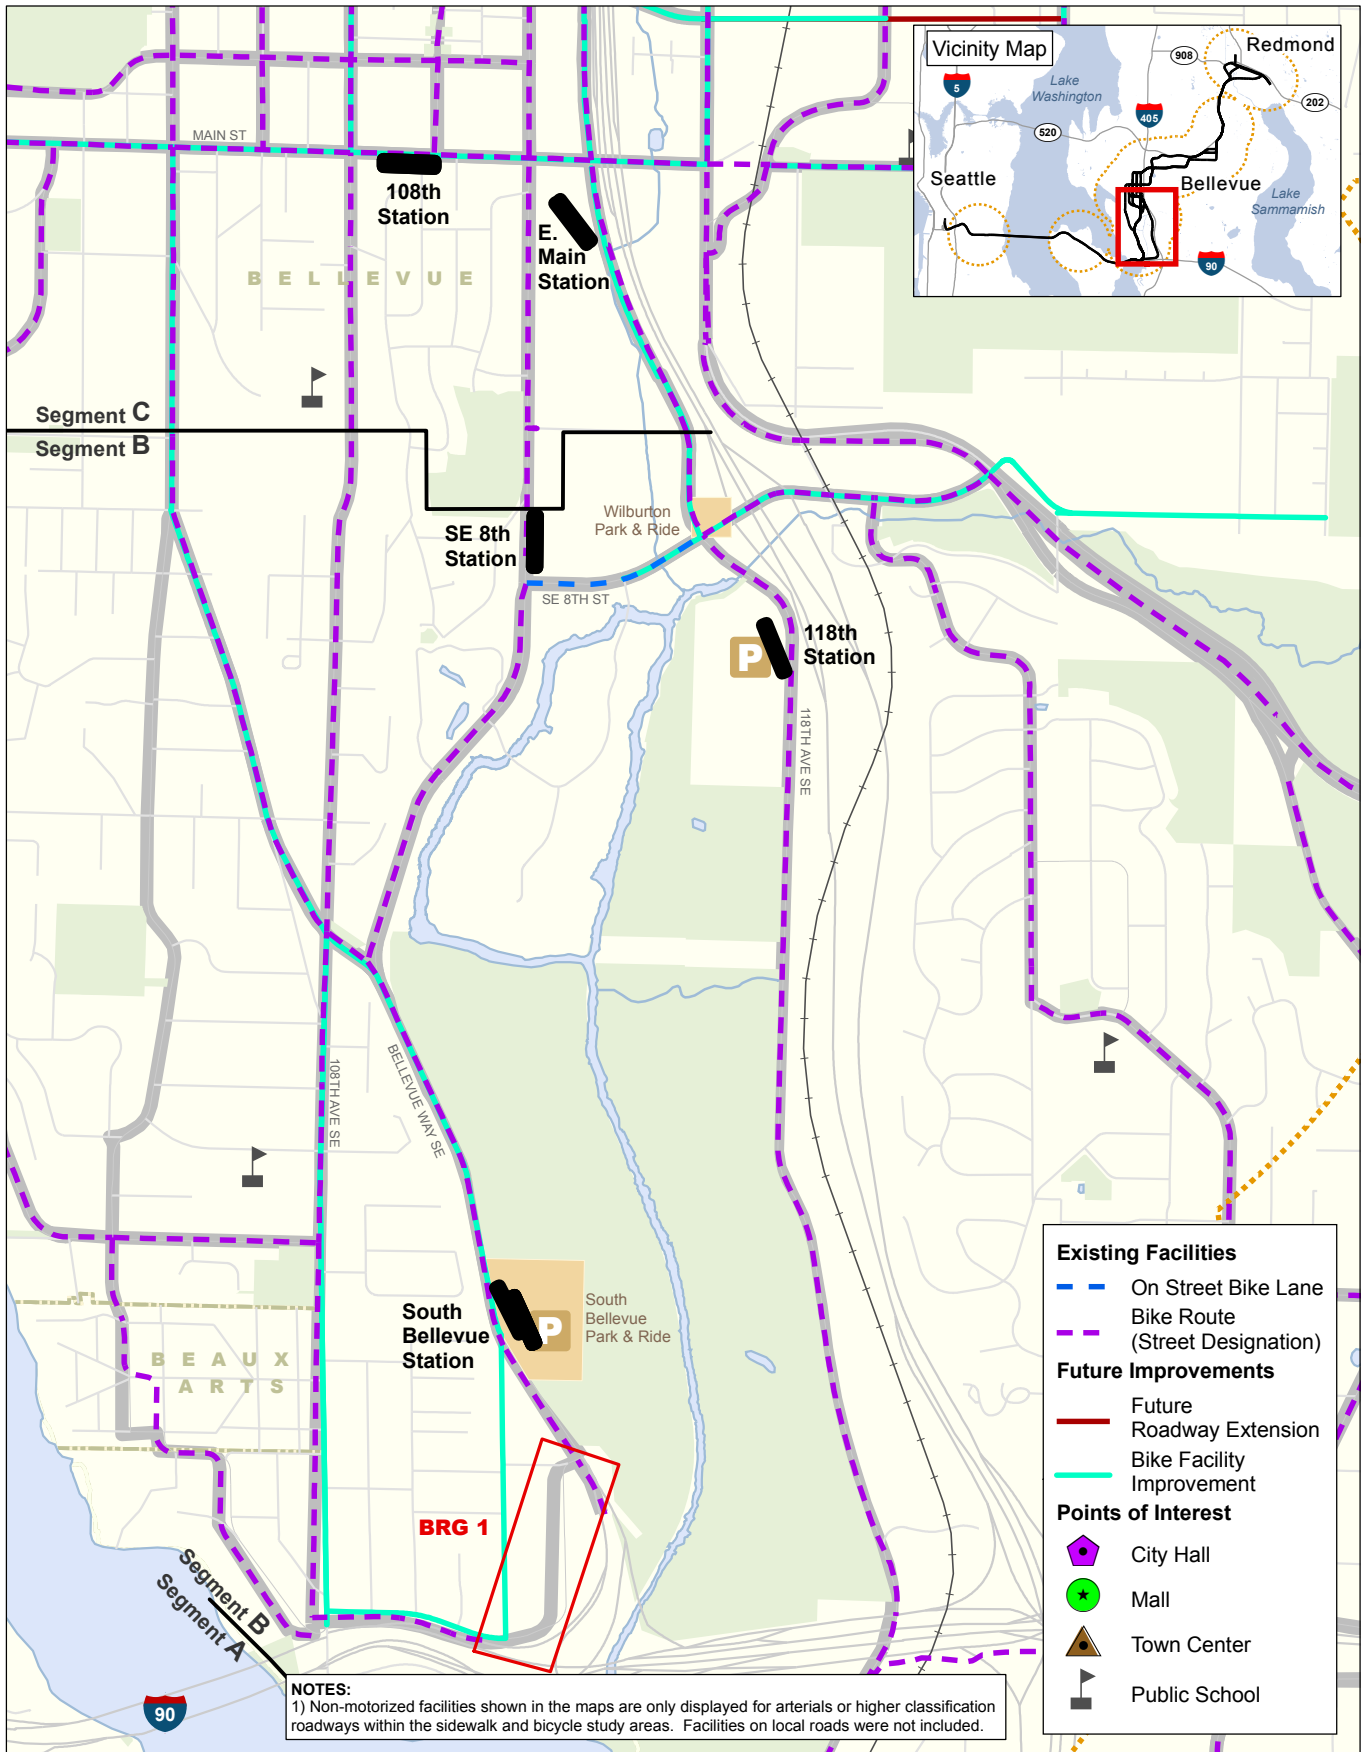 Vicinity Map
Redmond
908
5
Lake
Washington
202
405
520
Seattle
Bellevue
Lake
Sammamish
90
MAIN ST
108th
Station
E.
Main
Station
BELLEVUE
Segment C
Segment B
Wilburton
Park & Ride
SE 8th
Station
SE 8TH ST
118th
Station
P
118TH AVE SE
108TH AVE SE
BELLEVUE WAY SE
South
Bellevue
Station
P
South
Bellevue
Park & Ride
BEAUX
ARTS
BRG 1
Segment B
Segment A
90
Existing Facilities
On Street Bike Lane
Bike Route
(Street Designation)
Future Improvements
Future
Roadway Extension
Bike Facility
Improvement
Points of Interest
City Hall
Mall
Town Center
Public School
NOTES:
1) Non-motorized facilities shown in the maps are only displayed for arterials or higher classification
roadways within the sidewalk and bicycle study areas.  Facilities on local roads were not included.